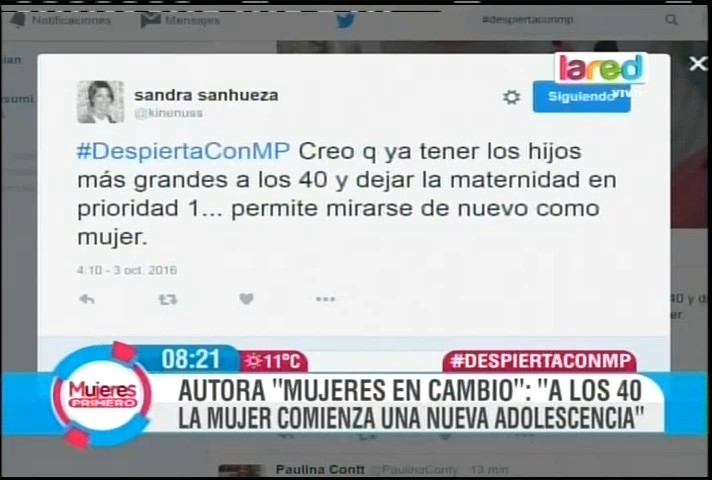 Notificaciones
Mensajes
#despiertaconmp
sandra sanhueza
@kinenuss
Siguiendo
lared
VIVO
#DespiertaConMP Creo q ya tener los hijos
más grandes a los 40 y dejar la maternidad en
prioridad 1... permite mirarse de nuevo como
mujer.
4:10 - 3 oct. 2016
08:21
11°C
#DESPIERTACONMP
Mujeres
PRIMERO
AUTORA "MUJERES EN CAMBIO": "A LOS 40
LA MUJER COMIENZA UNA NUEVA ADOLESCENCIA"
Paulina Contt @PaulinaConty 13 min